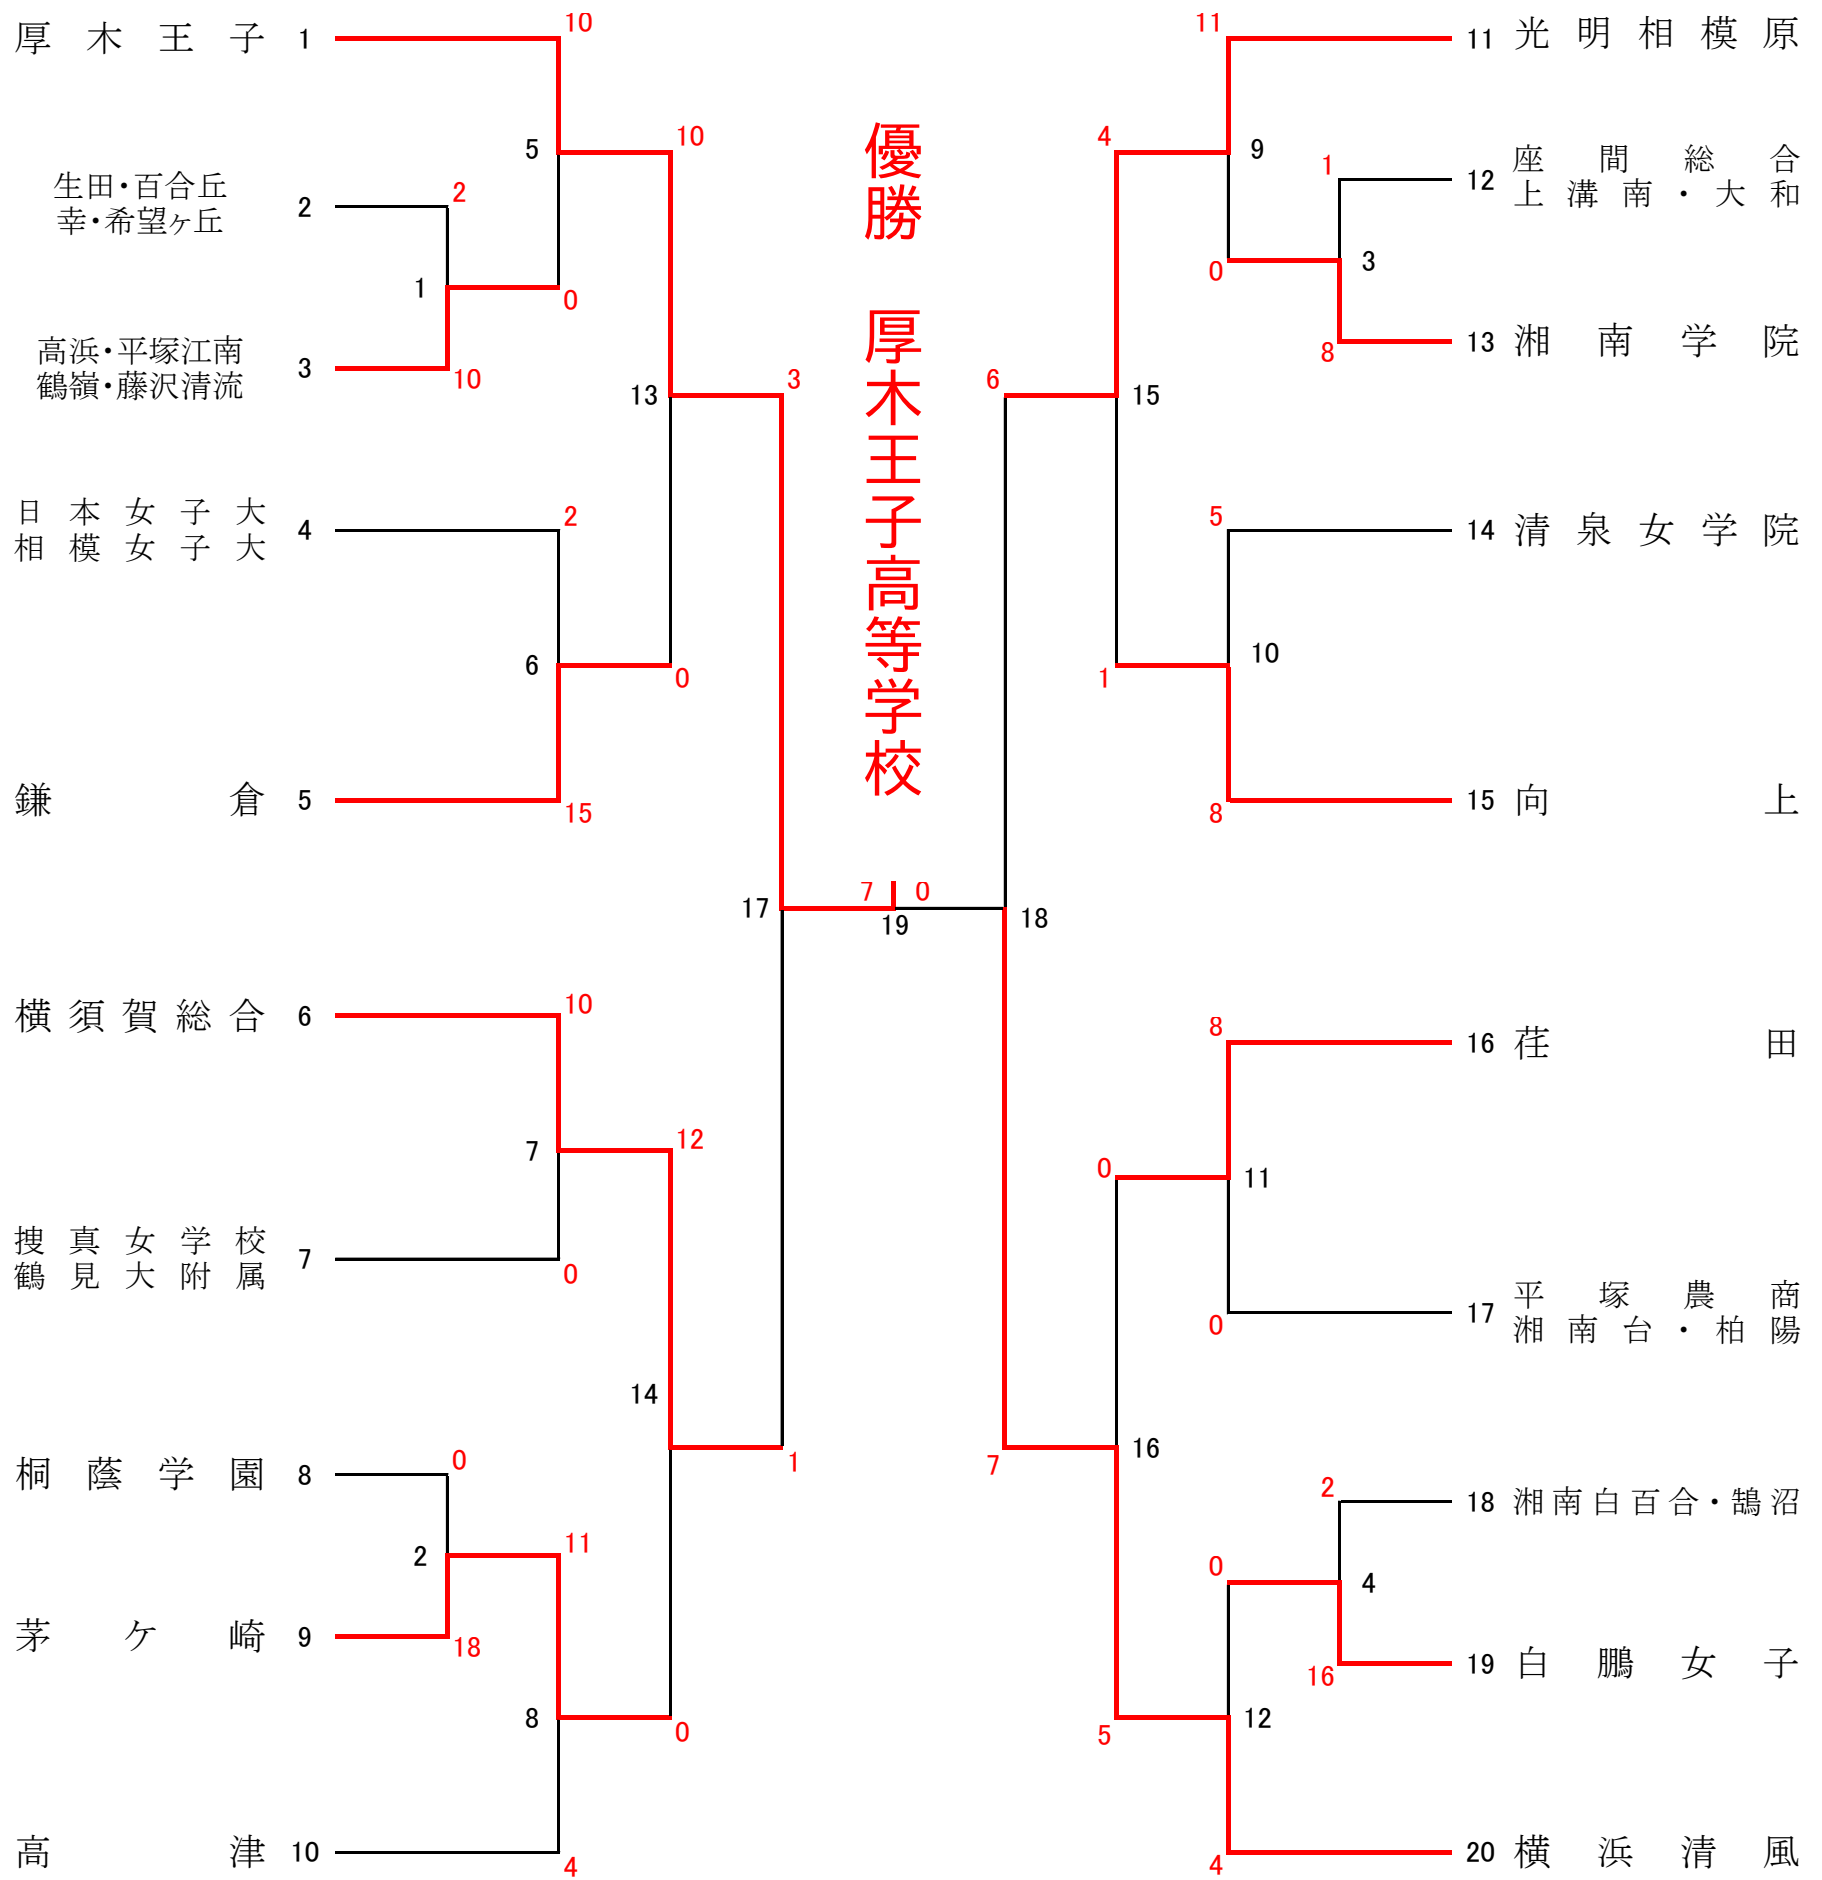 厚木王子 1
10
生田・百合丘
幸・希望ヶ丘
2
2
5
10
1
0
高浜・平塚江南
鶴嶺・藤沢清流
3
10
13
3
日本女子大
相模女子大
4
2
6
0
鎌倉 5
15
17
7
横須賀総合 6
10
7
12
捜真女学校
鶴見大附属
7
0
14
1
桐蔭学園 8
0
2
11
茅ケ崎 9
18
8
0
高津 10
4
優勝 厚木王子高等学校
19
11
11 光明相模原
4
9
1
12
座間総合
上溝南・大和
0
3
8
13 湘南学院
6
15
5
14 清泉女学院
10
1
8
15 向上
0
18
8
16 荏田
0
11
0
17
平塚農商
湘南台・柏陽
7
16
2
18 湘南白百合・鵠沼
0
4
16
19 白鵬女子
5
12
4
20 横浜清風